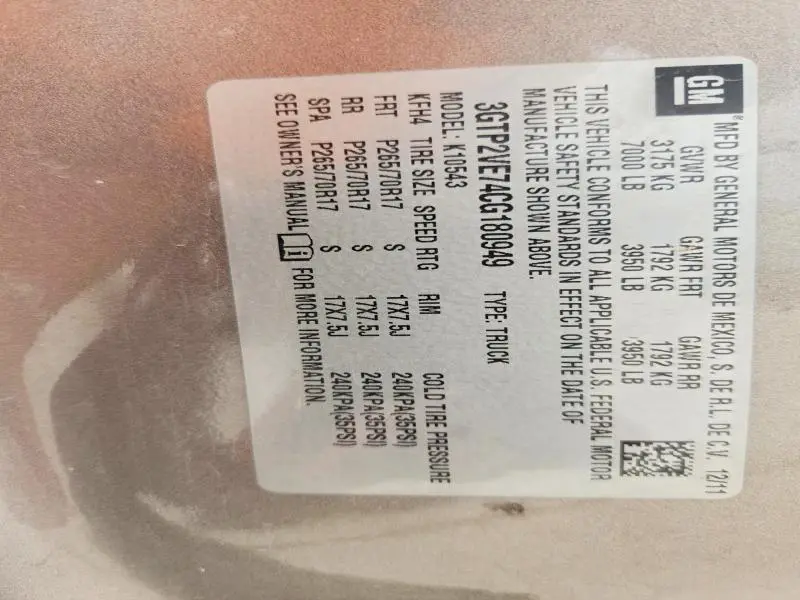 GM
® MFD BY GENERAL MOTORS DE MEXICO, S. DE R.L. DE C.V. 12/11
GVWR GAWR FRT GAWR RR
3175 KG 1792 KG 1792 KG
7000 LB 3950 LB 3950 LB
THIS VEHICLE CONFORMS TO ALL APPLICABLE U.S. FEDERAL MOTOR
VEHICLE SAFETY STANDARDS IN EFFECT ON THE DATE OF
MANUFACTURE SHOWN ABOVE.
3GTP2VE74CG180949 TYPE: TRUCK
MODEL: K10543
KFH4 TIRE SIZE SPEED RTG RIM COLD TIRE PRESSURE
FRT P265/70R17 S 17X7.5J 240KPA(35PSI)
RR P265/70R17 S 17X7.5J 240KPA(35PSI)
SPA P265/70R17 S 17X7.5J 240KPA(35PSI)
SEE OWNER'S MANUAL FOR MORE INFORMATION.